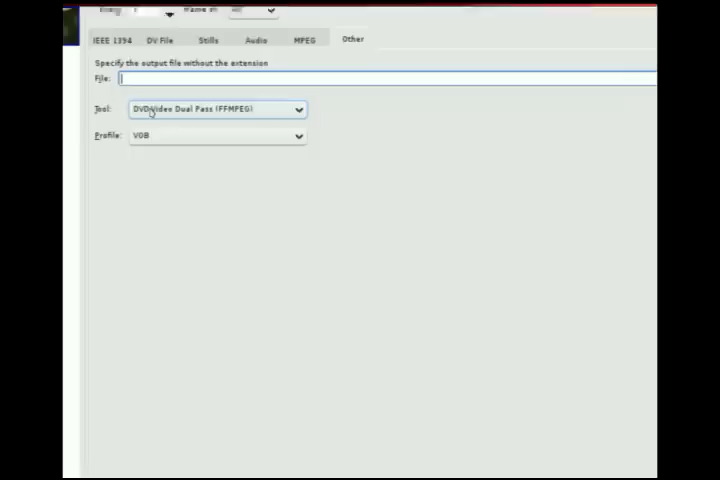 IEEE 1394 DV File Stills Audio MPEG Other
Specify the output file without the extension
File:
Tool: DVD-Video Dual Pass (FFMPEG)
Profile: VOB